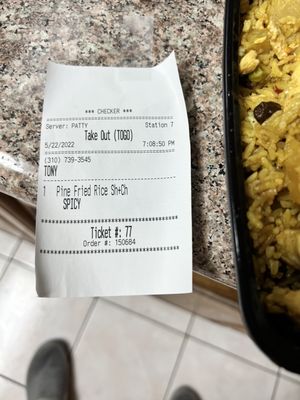 *** CHECKER ***
Server: PATTY Station 7
Take Out (TOGO)
5/22/2022 7:08:50 PM
(310) 739-3545
TONY
1 Pine Fried Rice Sh+Ch
SPICY
Ticket #: 77
Order #: 150684